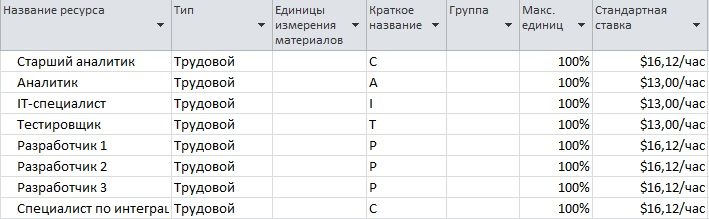 Название ресурса Тип Единицы измерения материалов Краткое название Группа Макс. единиц Стандартная ставка
Старший аналитик Трудовой С 100% $16,12/час
Аналитик Трудовой А 100% $13,00/час
IT-специалист Трудовой I 100% $13,00/час
Тестировщик Трудовой Т 100% $13,00/час
Разработчик 1 Трудовой Р 100% $16,12/час
Разработчик 2 Трудовой Р 100% $16,12/час
Разработчик 3 Трудовой Р 100% $16,12/час
Специалист по интеграц Трудовой С 100% $16,12/час